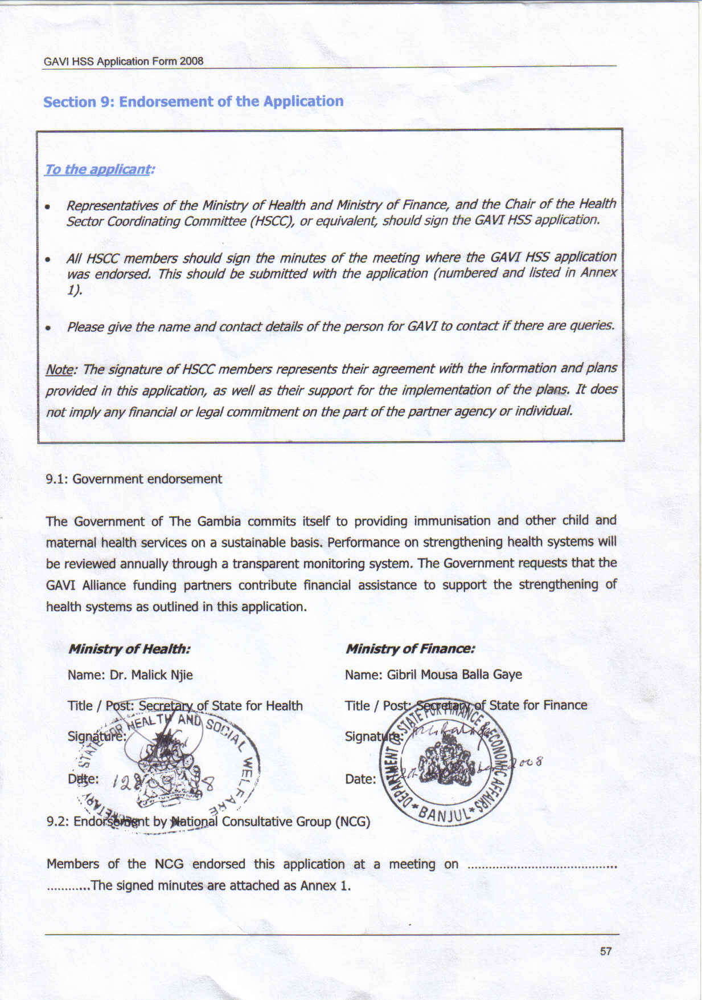 GAVI HSS Application Form 2008
Section 9: Endorsement of the Application
To the applicant:
• Representatives of the Ministry of Health and Ministry of Finance, and the Chair of the Health
Sector Coordinating Committee (HSCC), or equivalent, should sign the GAVI HSS application.
• All HSCC members should sign the minutes of the meeting where the GAVI HSS application
was endorsed. This should be submitted with the application (numbered and listed in Annex
1).
• Please give the name and contact details of the person for GAVI to contact if there are queries.
Note: The signature of HSCC members represents their agreement with the information and plans
provided in this application, as well as their support for the implementation of the plans. It does
not imply any financial or legal commitment on the part of the partner agency or individual.
9.1: Government endorsement
The Government of The Gambia commits itself to providing immunisation and other child and
maternal health services on a sustainable basis. Performance on strengthening health systems will
be reviewed annually through a transparent monitoring system. The Government requests that the
GAVI Alliance funding partners contribute financial assistance to support the strengthening of
health systems as outlined in this application.
Ministry of Health:
Name: Dr. Malick Njie
Title / Post: Secretary of State for Health
Signature:
Date:
SECRETARY STATE FOR HEALTH AND SOCIAL WELFARE
Ministry of Finance:
Name: Gibril Mousa Balla Gaye
Title / Post: Secretary of State for Finance
Signature:
Date: 2008
DEPARTMENT OF STATE FOR FINANCE & ECONOMIC AFFAIRS
* BANJUL *
9.2: Endorsement by National Consultative Group (NCG)
Members of the NCG endorsed this application at a meeting on ..........................................
............The signed minutes are attached as Annex 1.
57